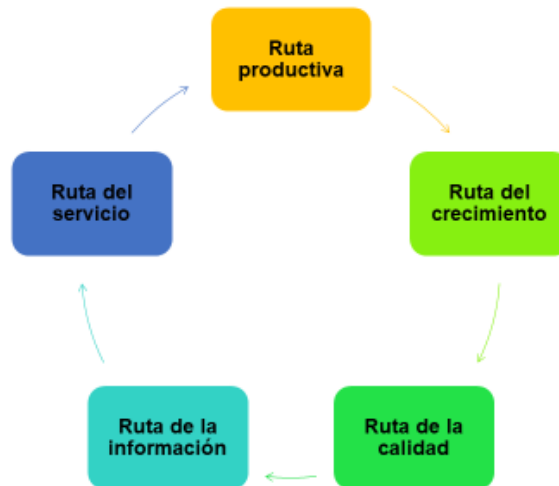 Ruta
productiva
Ruta del
crecimiento
Ruta de la
calidad
Ruta de la
información
Ruta del
servicio